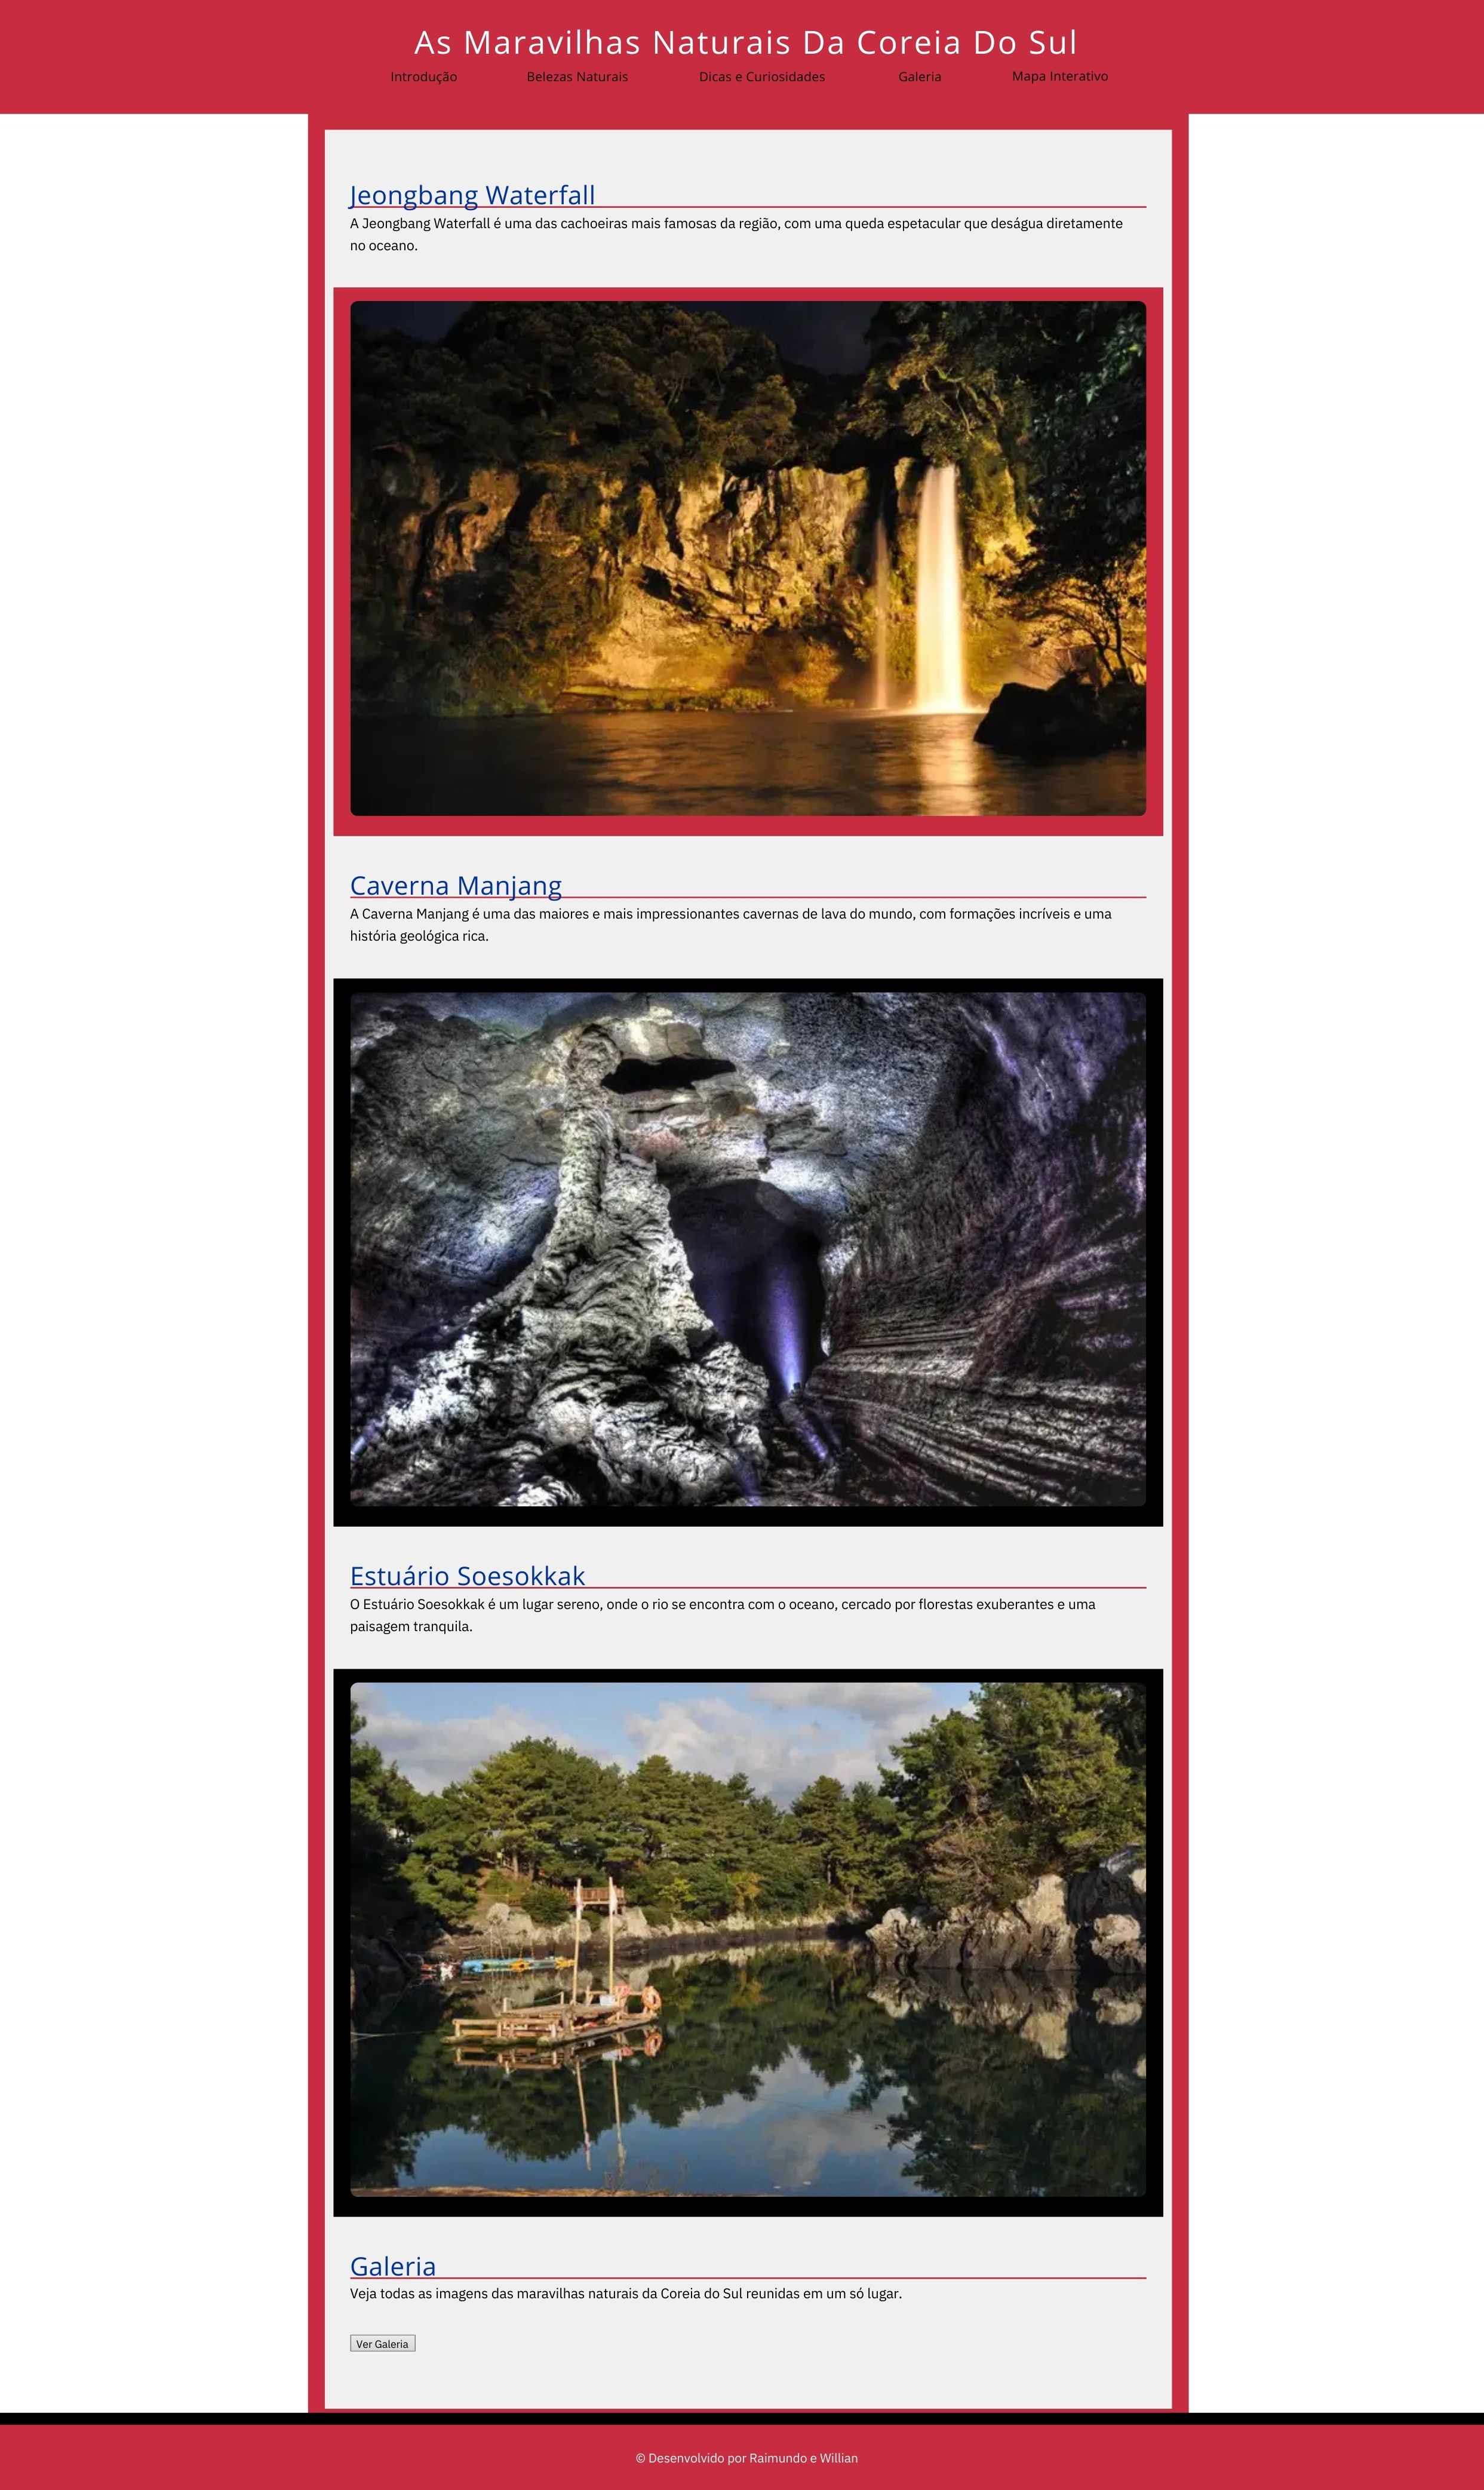 As Maravilhas Naturais Da Coreia Do Sul
Introdução Belezas Naturais Dicas e Curiosidades Galeria Mapa Interativo
Jeongbang Waterfall
A Jeongbang Waterfall é uma das cachoeiras mais famosas da região, com uma queda espetacular que deságua diretamente
no oceano.
Caverna Manjang
A Caverna Manjang é uma das maiores e mais impressionantes cavernas de lava do mundo, com formações incríveis e uma
história geológica rica.
Estuário Soesokkak
O Estuário Soesokkak é um lugar sereno, onde o rio se encontra com o oceano, cercado por florestas exuberantes e uma
paisagem tranquila.
Galeria
Veja todas as imagens das maravilhas naturais da Coreia do Sul reunidas em um só lugar.
Ver Galeria
© Desenvolvido por Raimundo e Willian